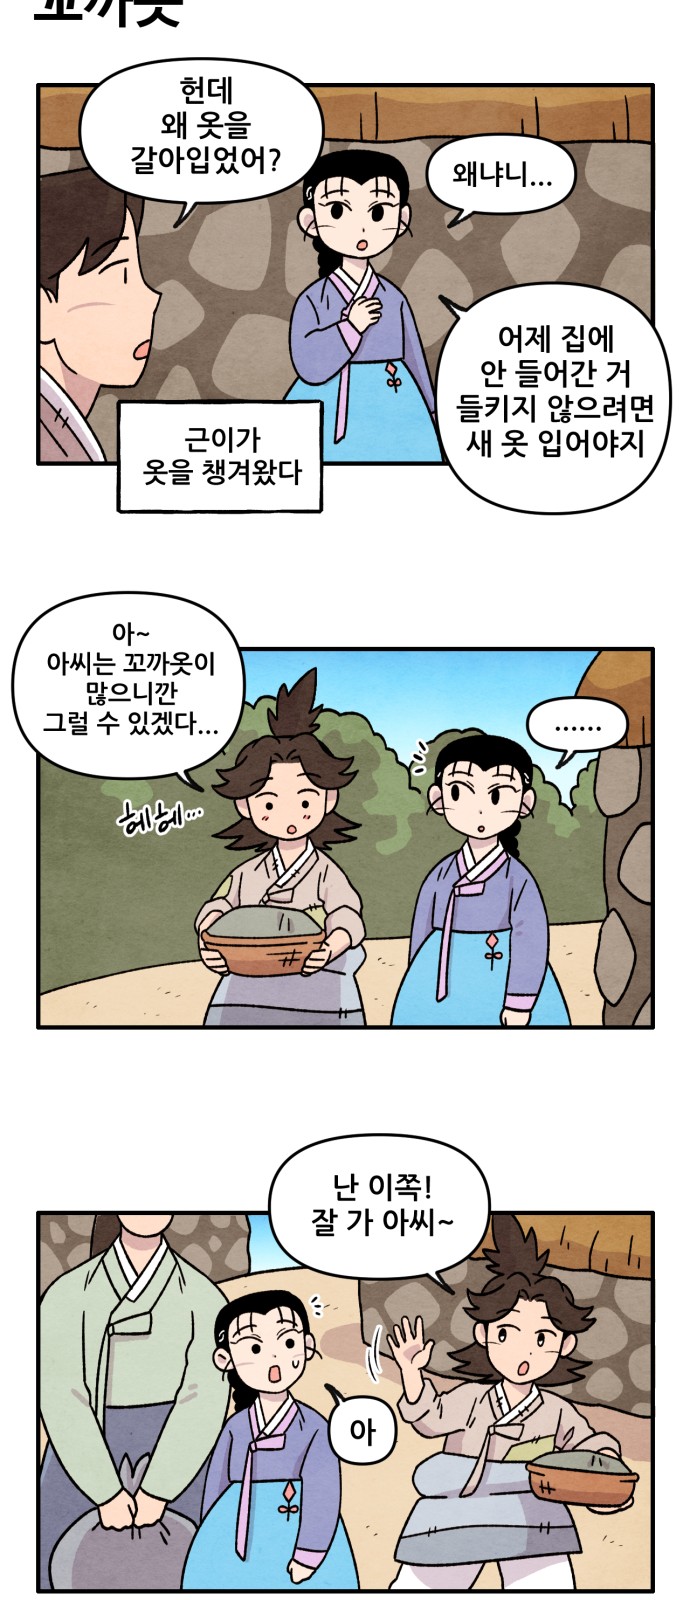 꼬까옷
헌데
왜 옷을
갈아입었어?
왜냐니...
어제 집에
안 들어간 거
들키지 않으려면
새 옷 입어야지
근이가
옷을 챙겨왔다
아~
아씨는 꼬까옷이
많으니깐
그럴 수 있겠다...
헤헤...
......
난 이쪽!
잘 가 아씨~
아